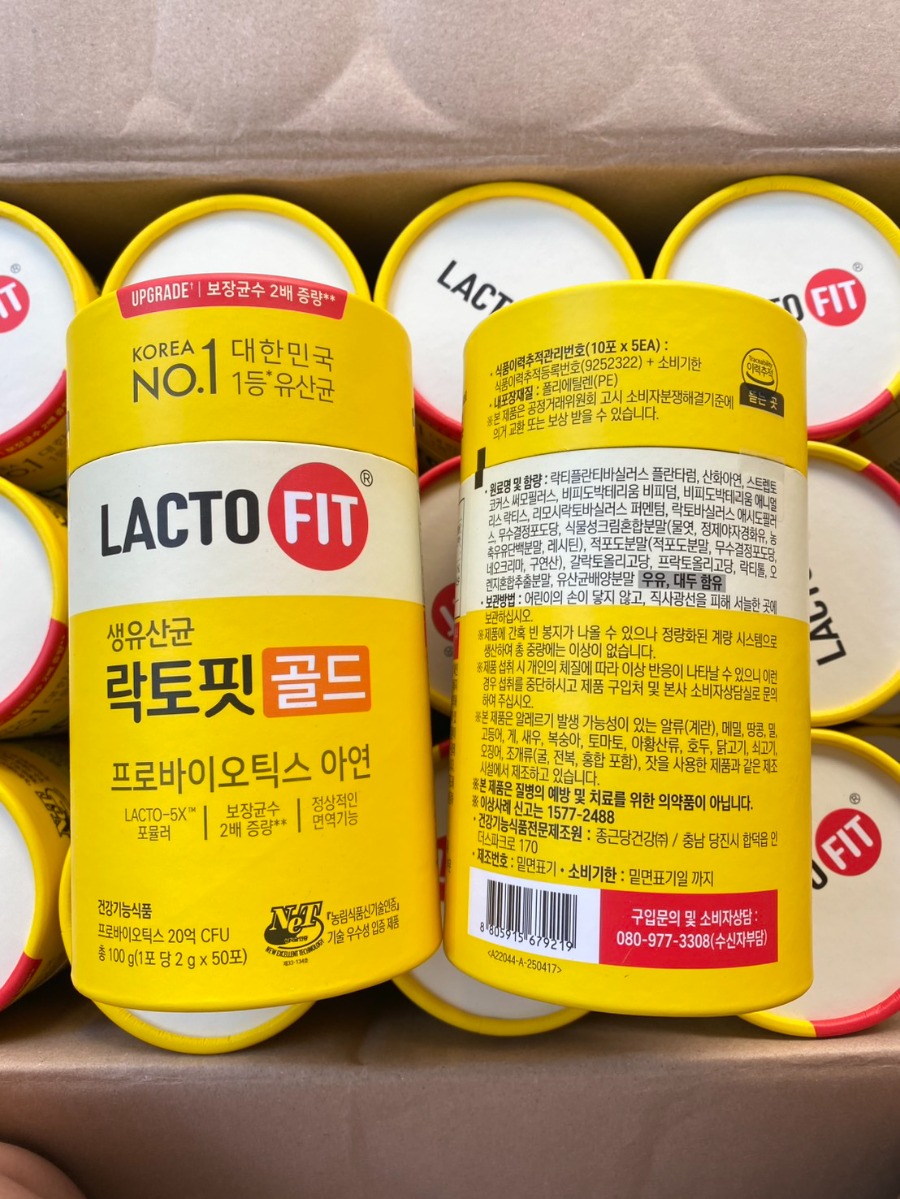 UPGRADE† | 보장균수 2배 증량**
KOREA NO.1 대한민국 1등* 유산균
LACTO FIT®
생유산균
락토핏 골드
프로바이오틱스 아연
LACTO-5X™ 포뮬러 | 보장균수 2배 증량** | 정상적인 면역기능
건강기능식품
프로바이오틱스 20억 CFU
총 100 g(1포 당 2 g x 50포)
NeT
NEW EXCELLENT TECHNOLOGY
「농림식품신기술인증」
기술 우수성 입증 제품
· 식품이력추적관리번호(10포 x 5EA) :
식품이력추적등록번호(9252322) + 소비기한
· 내포장재질 : 폴리에틸렌(PE)
※본 제품은 공정거래위원회 고시 소비자분쟁해결기준에
의거 교환 또는 보상 받을 수 있습니다.
Traceability
이력추적
· 원료명 및 함량 : 락티플란티바실러스 플란타럼, 산화아연, 스트렙토
코커스 써모필러스, 비피도박테리움 비피덤, 비피도박테리움 애니멀
리스 락티스, 리모시락토바실러스 퍼멘텀, 락토바실러스 애시도필러
스, 무수결정포도당, 식물성크림혼합분말(물엿, 정제야자경화유, 농
축우유단백분말, 레시틴), 적포도분말(적포도분말, 무수결정포도당,
네오크리마, 구연산), 갈락토올리고당, 프락토올리고당, 락티톨, 오
렌지혼합추출분말, 유산균배양분말 우유, 대두 함유
· 보관방법 : 어린이의 손이 닿지 않고, 직사광선을 피해 서늘한 곳에
보관하십시오.
※제품에 간혹 빈 봉지가 나올 수 있으나 정량화된 계량 시스템으로
생산하여 총 중량에는 이상이 없습니다.
※제품 섭취 시 개인의 체질에 따라 이상 반응이 나타날 수 있으니 이런
경우 섭취를 중단하시고 제품 구입처 및 본사 소비자상담실로 문의
하여 주십시오.
※본 제품은 알레르기 발생 가능성이 있는 알류(계란), 메밀, 땅콩, 밀,
고등어, 게, 새우, 복숭아, 토마토, 아황산류, 호두, 닭고기, 쇠고기,
오징어, 조개류(굴, 전복, 홍합 포함), 잣을 사용한 제품과 같은 제조
시설에서 제조하고 있습니다.
※본 제품은 질병의 예방 및 치료를 위한 의약품이 아닙니다.
※ 이상사례 신고는 1577-2488
· 건강기능식품전문제조원 : 종근당건강㈜ / 충남 당진시 합덕읍 인
더스파크로 170
· 제조번호 : 밑면표기 · 소비기한 : 밑면표기일 까지
8 805915 679219
구입문의 및 소비자상담 :
080-977-3308(수신자부담)
<A22044-A-250417>